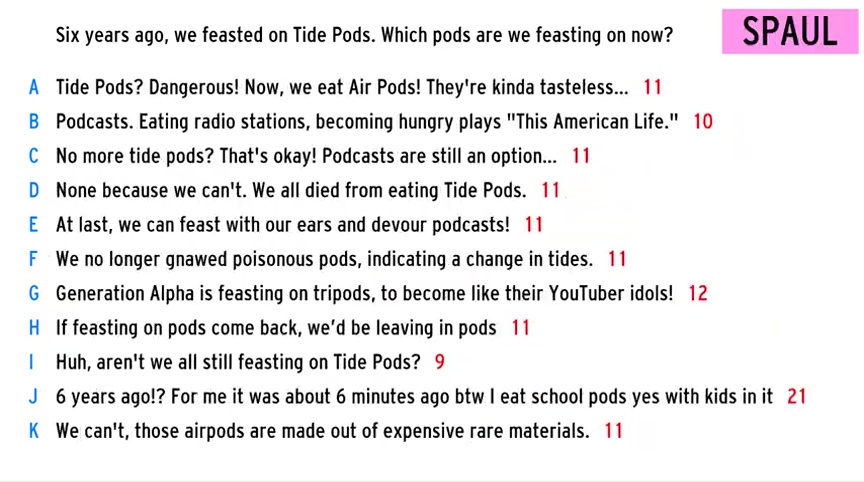 Six years ago, we feasted on Tide Pods. Which pods are we feasting on now?
SPAUL
A Tide Pods? Dangerous! Now, we eat Air Pods! They're kinda tasteless... 11
B Podcasts. Eating radio stations, becoming hungry plays "This American Life." 10
C No more tide pods? That's okay! Podcasts are still an option... 11
D None because we can't. We all died from eating Tide Pods. 11
E At last, we can feast with our ears and devour podcasts! 11
F We no longer gnawed poisonous pods, indicating a change in tides. 11
G Generation Alpha is feasting on tripods, to become like their YouTuber idols! 12
H If feasting on pods come back, we’d be leaving in pods 11
I Huh, aren't we all still feasting on Tide Pods? 9
J 6 years ago!? For me it was about 6 minutes ago btw I eat school pods yes with kids in it 21
K We can't, those airpods are made out of expensive rare materials. 11